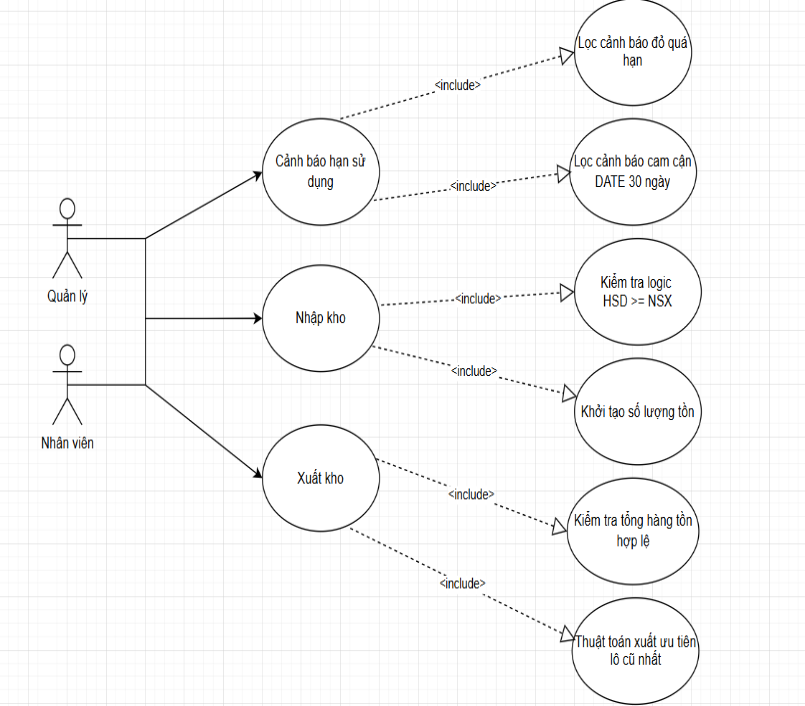 Lọc cảnh báo đỏ quá
hạn
<include>
Cảnh báo hạn sử
dụng
<include>
Lọc cảnh báo cam cận
DATE 30 ngày
Quản lý
Nhập kho
<include>
Kiểm tra logic
HSD >= NSX
<include>
Khởi tạo số lượng tồn
Nhân viên
Xuất kho
<include>
Kiểm tra tổng hàng tồn
hợp lệ
<include>
Thuật toán xuất ưu tiên
lô cũ nhất